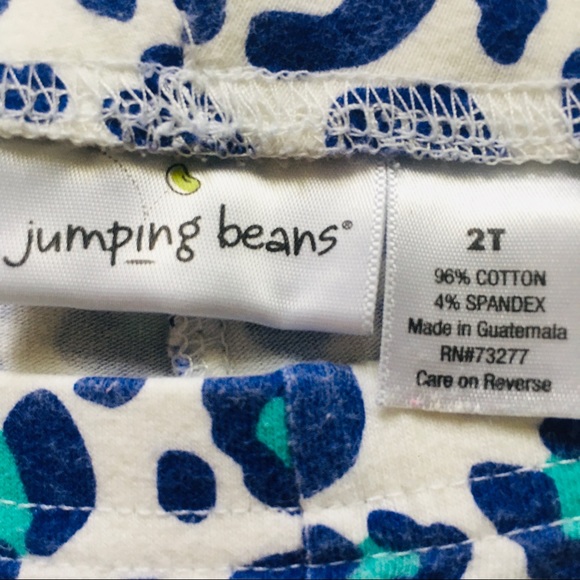 jumping beans®
2T
96% COTTON
4% SPANDEX
Made in Guatemala
RN#73277
Care on Reverse